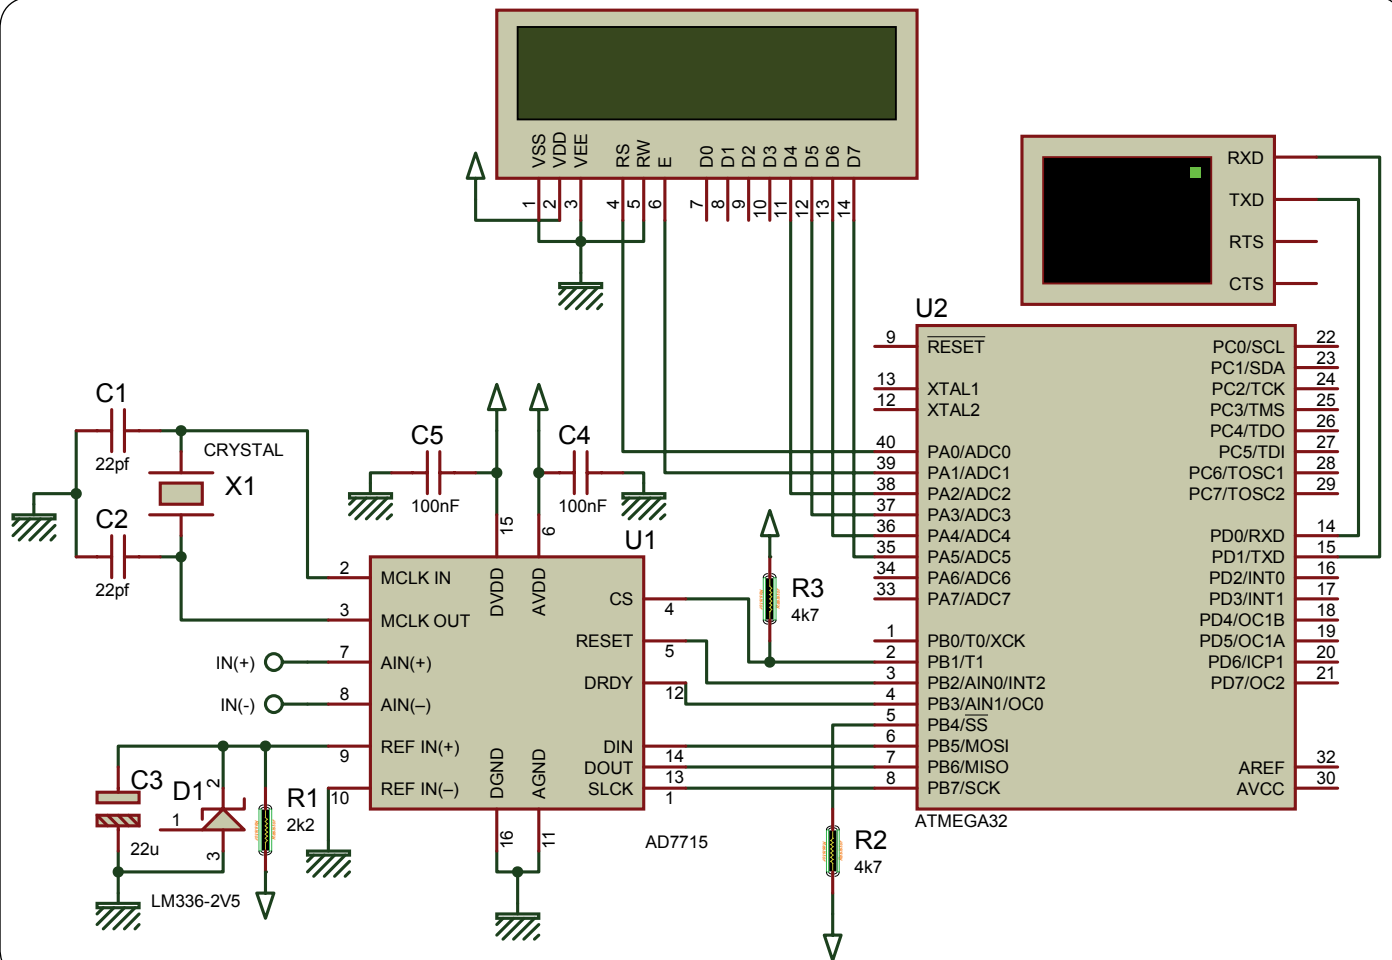 VSS
VDD
VEE
RS
RW
E
D0
D1
D2
D3
D4
D5
D6
D7
1
2
3
4
5
6
7
8
9
10
11
12
13
14
RXD
TXD
RTS
CTS
U2
9 RESET
13 XTAL1
12 XTAL2
40 PA0/ADC0
39 PA1/ADC1
38 PA2/ADC2
37 PA3/ADC3
36 PA4/ADC4
35 PA5/ADC5
34 PA6/ADC6
33 PA7/ADC7
1 PB0/T0/XCK
2 PB1/T1
3 PB2/AIN0/INT2
4 PB3/AIN1/OC0
5 PB4/SS
6 PB5/MOSI
7 PB6/MISO
8 PB7/SCK
PC0/SCL 22
PC1/SDA 23
PC2/TCK 24
PC3/TMS 25
PC4/TDO 26
PC5/TDI 27
PC6/TOSC1 28
PC7/TOSC2 29
PD0/RXD 14
PD1/TXD 15
PD2/INT0 16
PD3/INT1 17
PD4/OC1B 18
PD5/OC1A 19
PD6/ICP1 20
PD7/OC2 21
AREF 32
AVCC 30
ATMEGA32
C1
22pf
CRYSTAL
X1
C2
22pf
C5
100nF
C4
100nF
U1
15
6
DVDD
AVDD
2 MCLK IN
3 MCLK OUT
IN(+) 7 AIN(+)
IN(-) 8 AIN(–)
9 REF IN(+)
10 REF IN(–)
CS 4
RESET 5
DRDY 12
DIN 14
DOUT 13
SLCK 1
DGND
AGND
16
11
AD7715
R3
4k7
R2
4k7
C3
22u
D1
1
2
3
LM336-2V5
R1
2k2